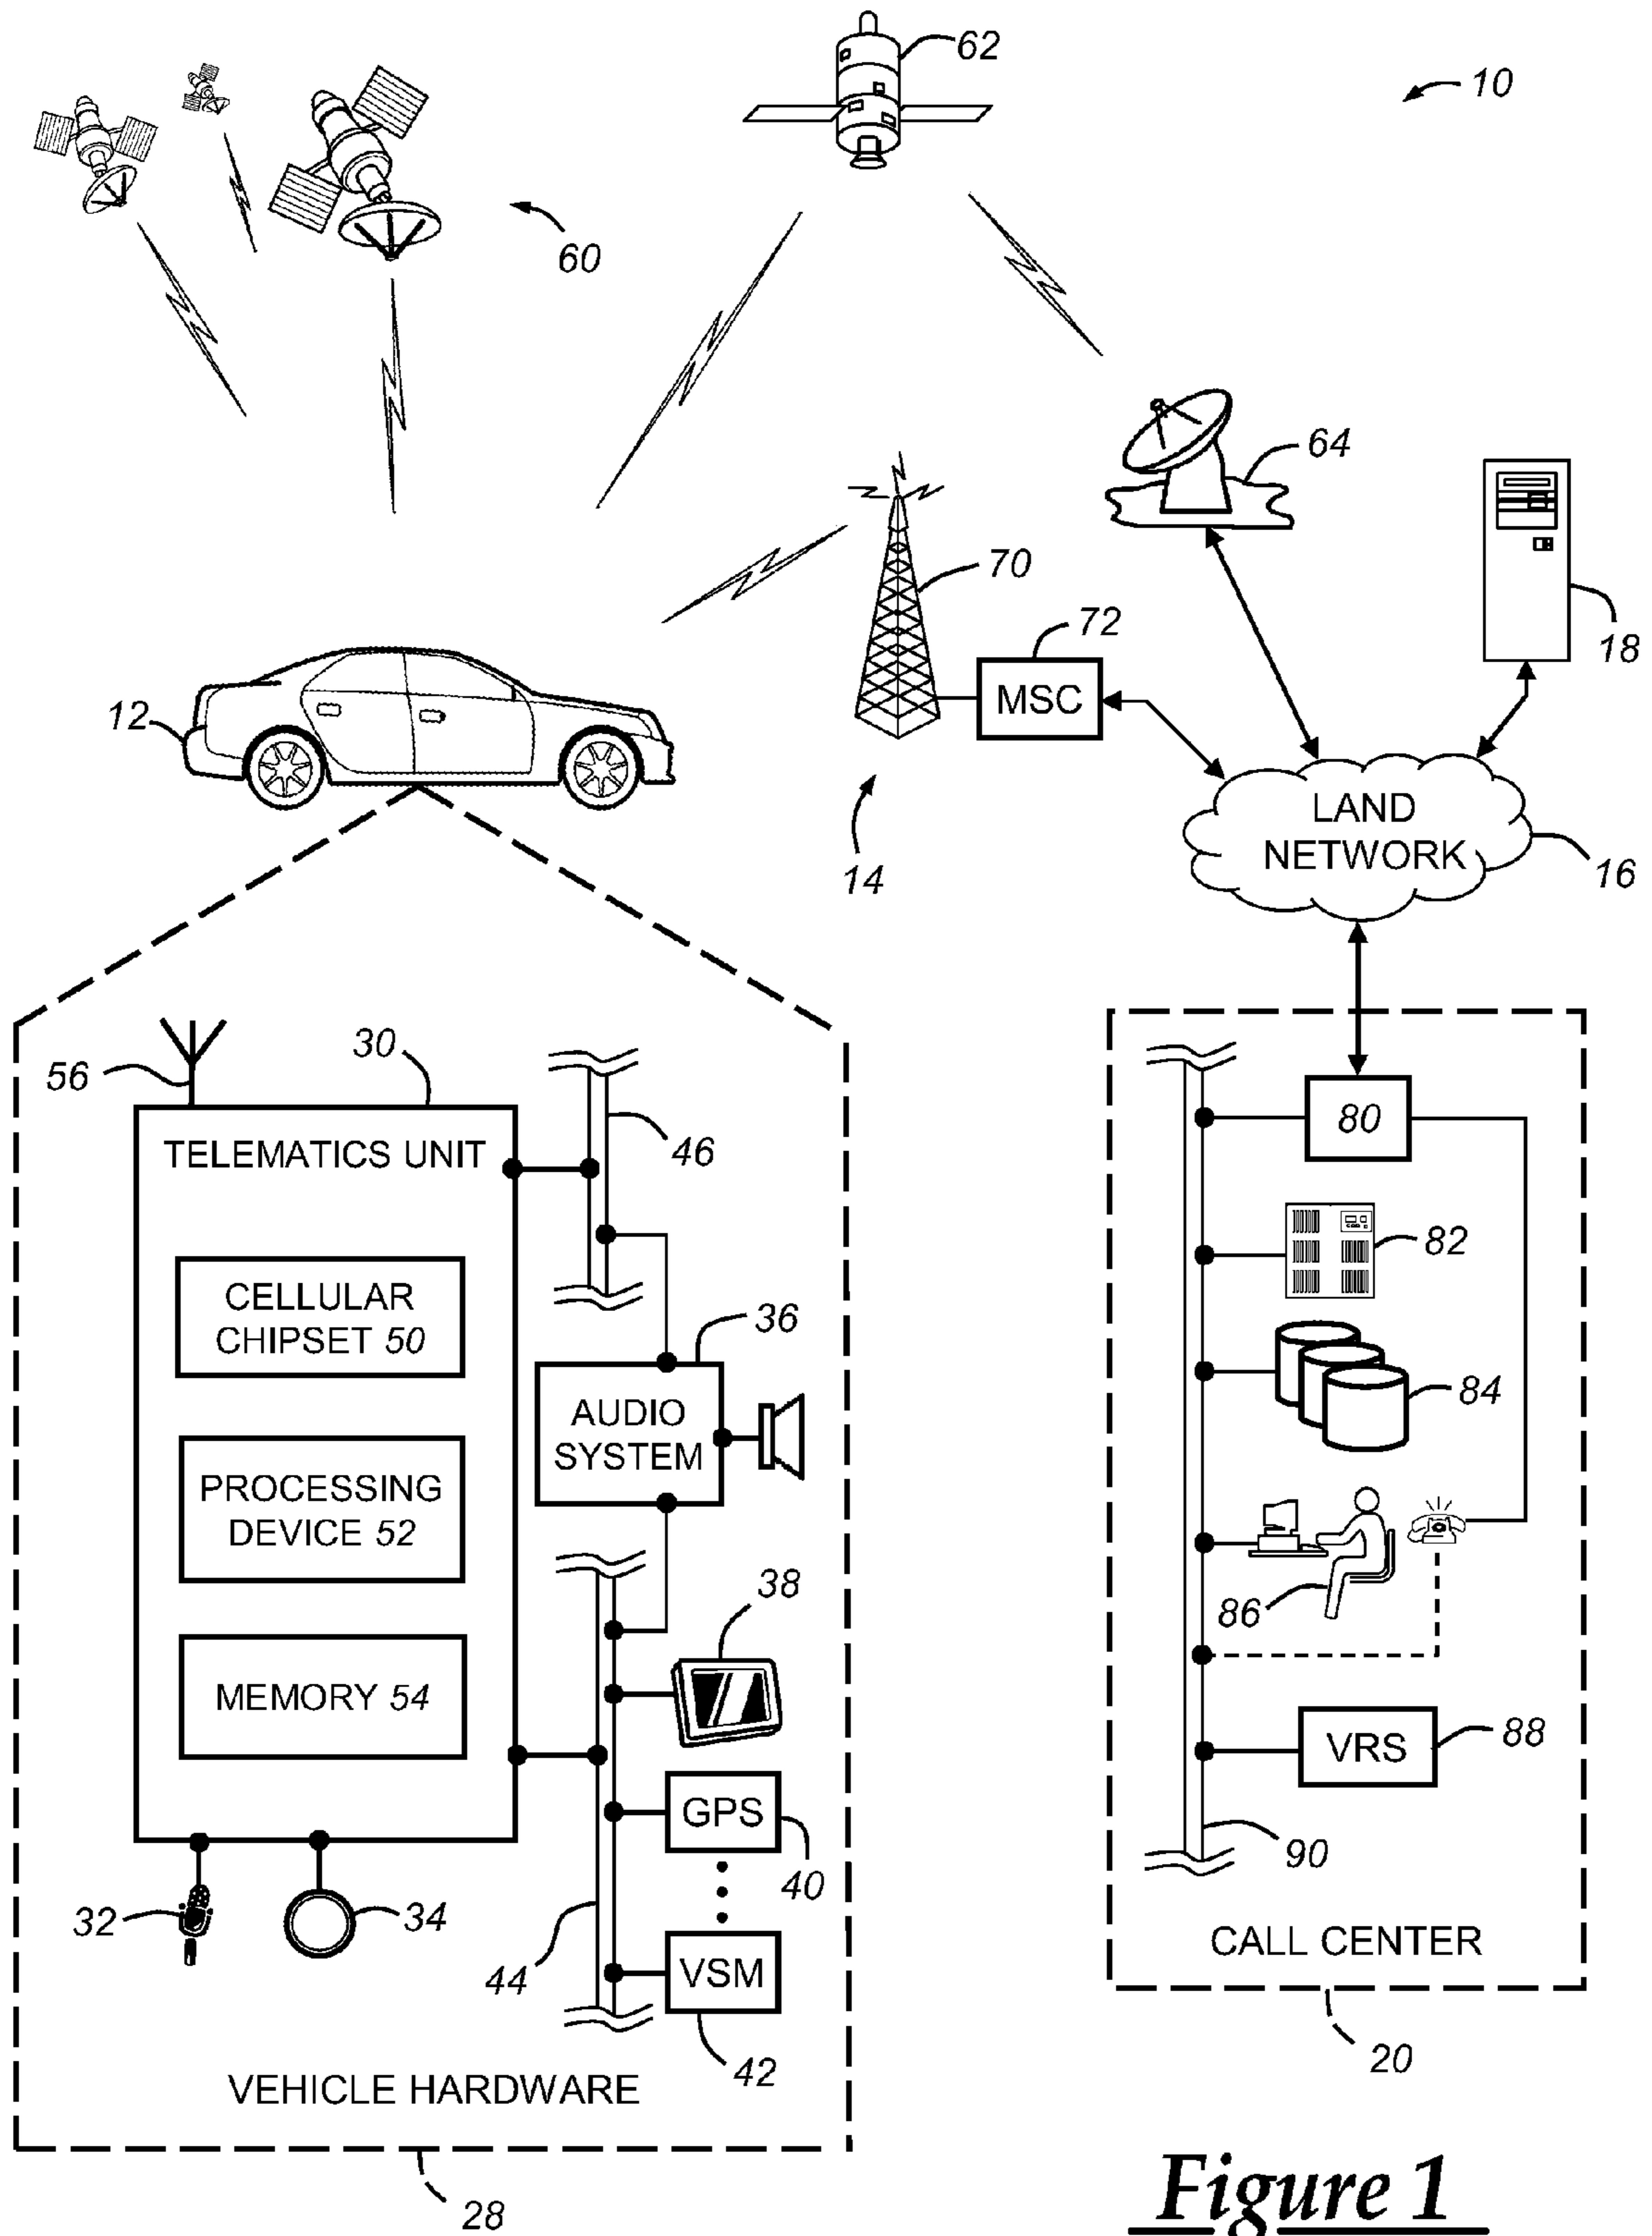 62
10
60
64
70
18
72
MSC
12
LAND
NETWORK
16
14
30
56
46
TELEMATICS UNIT
CELLULAR
CHIPSET 50
36
AUDIO
SYSTEM
PROCESSING
DEVICE 52
38
MEMORY 54
GPS
40
32
34
44
VSM
42
VEHICLE HARDWARE
28
80
82
84
86
VRS
88
90
CALL CENTER
20
Figure 1